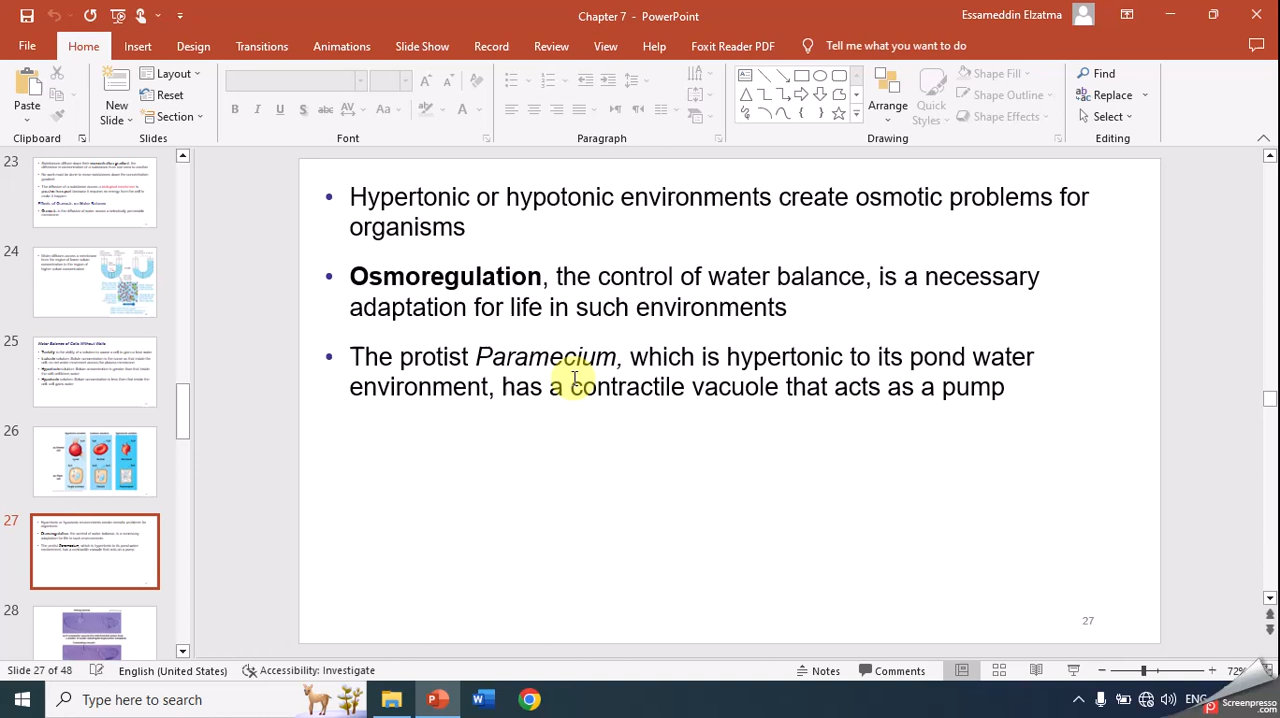 Chapter 7 - PowerPoint
Essameddin Elzatma
File Home Insert Design Transitions Animations Slide Show Record Review View Help Foxit Reader PDF Tell me what you want to do
Layout
Reset
Section
Paste
New
Slide
Arrange
Quick
Styles
Shape Fill
Shape Outline
Shape Effects
Find
Replace
Select
Clipboard
Slides
Font
Paragraph
Drawing
Editing
23
24
25
26
27
28
• Hypertonic or hypotonic environments create osmotic problems for
organisms
• Osmoregulation, the control of water balance, is a necessary
adaptation for life in such environments
• The protist Paramecium, which is hypertonic to its pond water
environment, has a contractile vacuole that acts as a pump
27
Slide 27 of 48
English (United States)
Accessibility: Investigate
Notes
Comments
72%
Type here to search
ENG
Screenpresso
.com